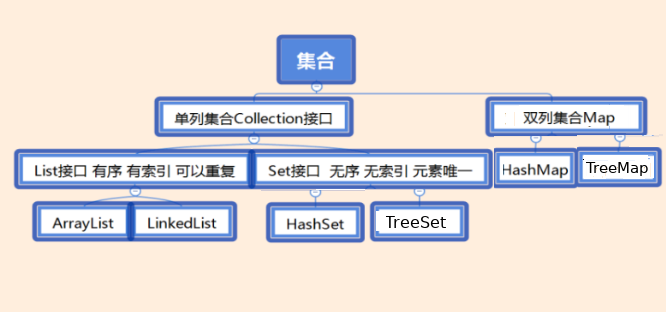 集合
单列集合Collection接口
双列集合Map
List接口 有序 有索引 可以重复
Set接口 无序 无索引 元素唯一
HashMap
TreeMap
ArrayList
LinkedList
HashSet
TreeSet